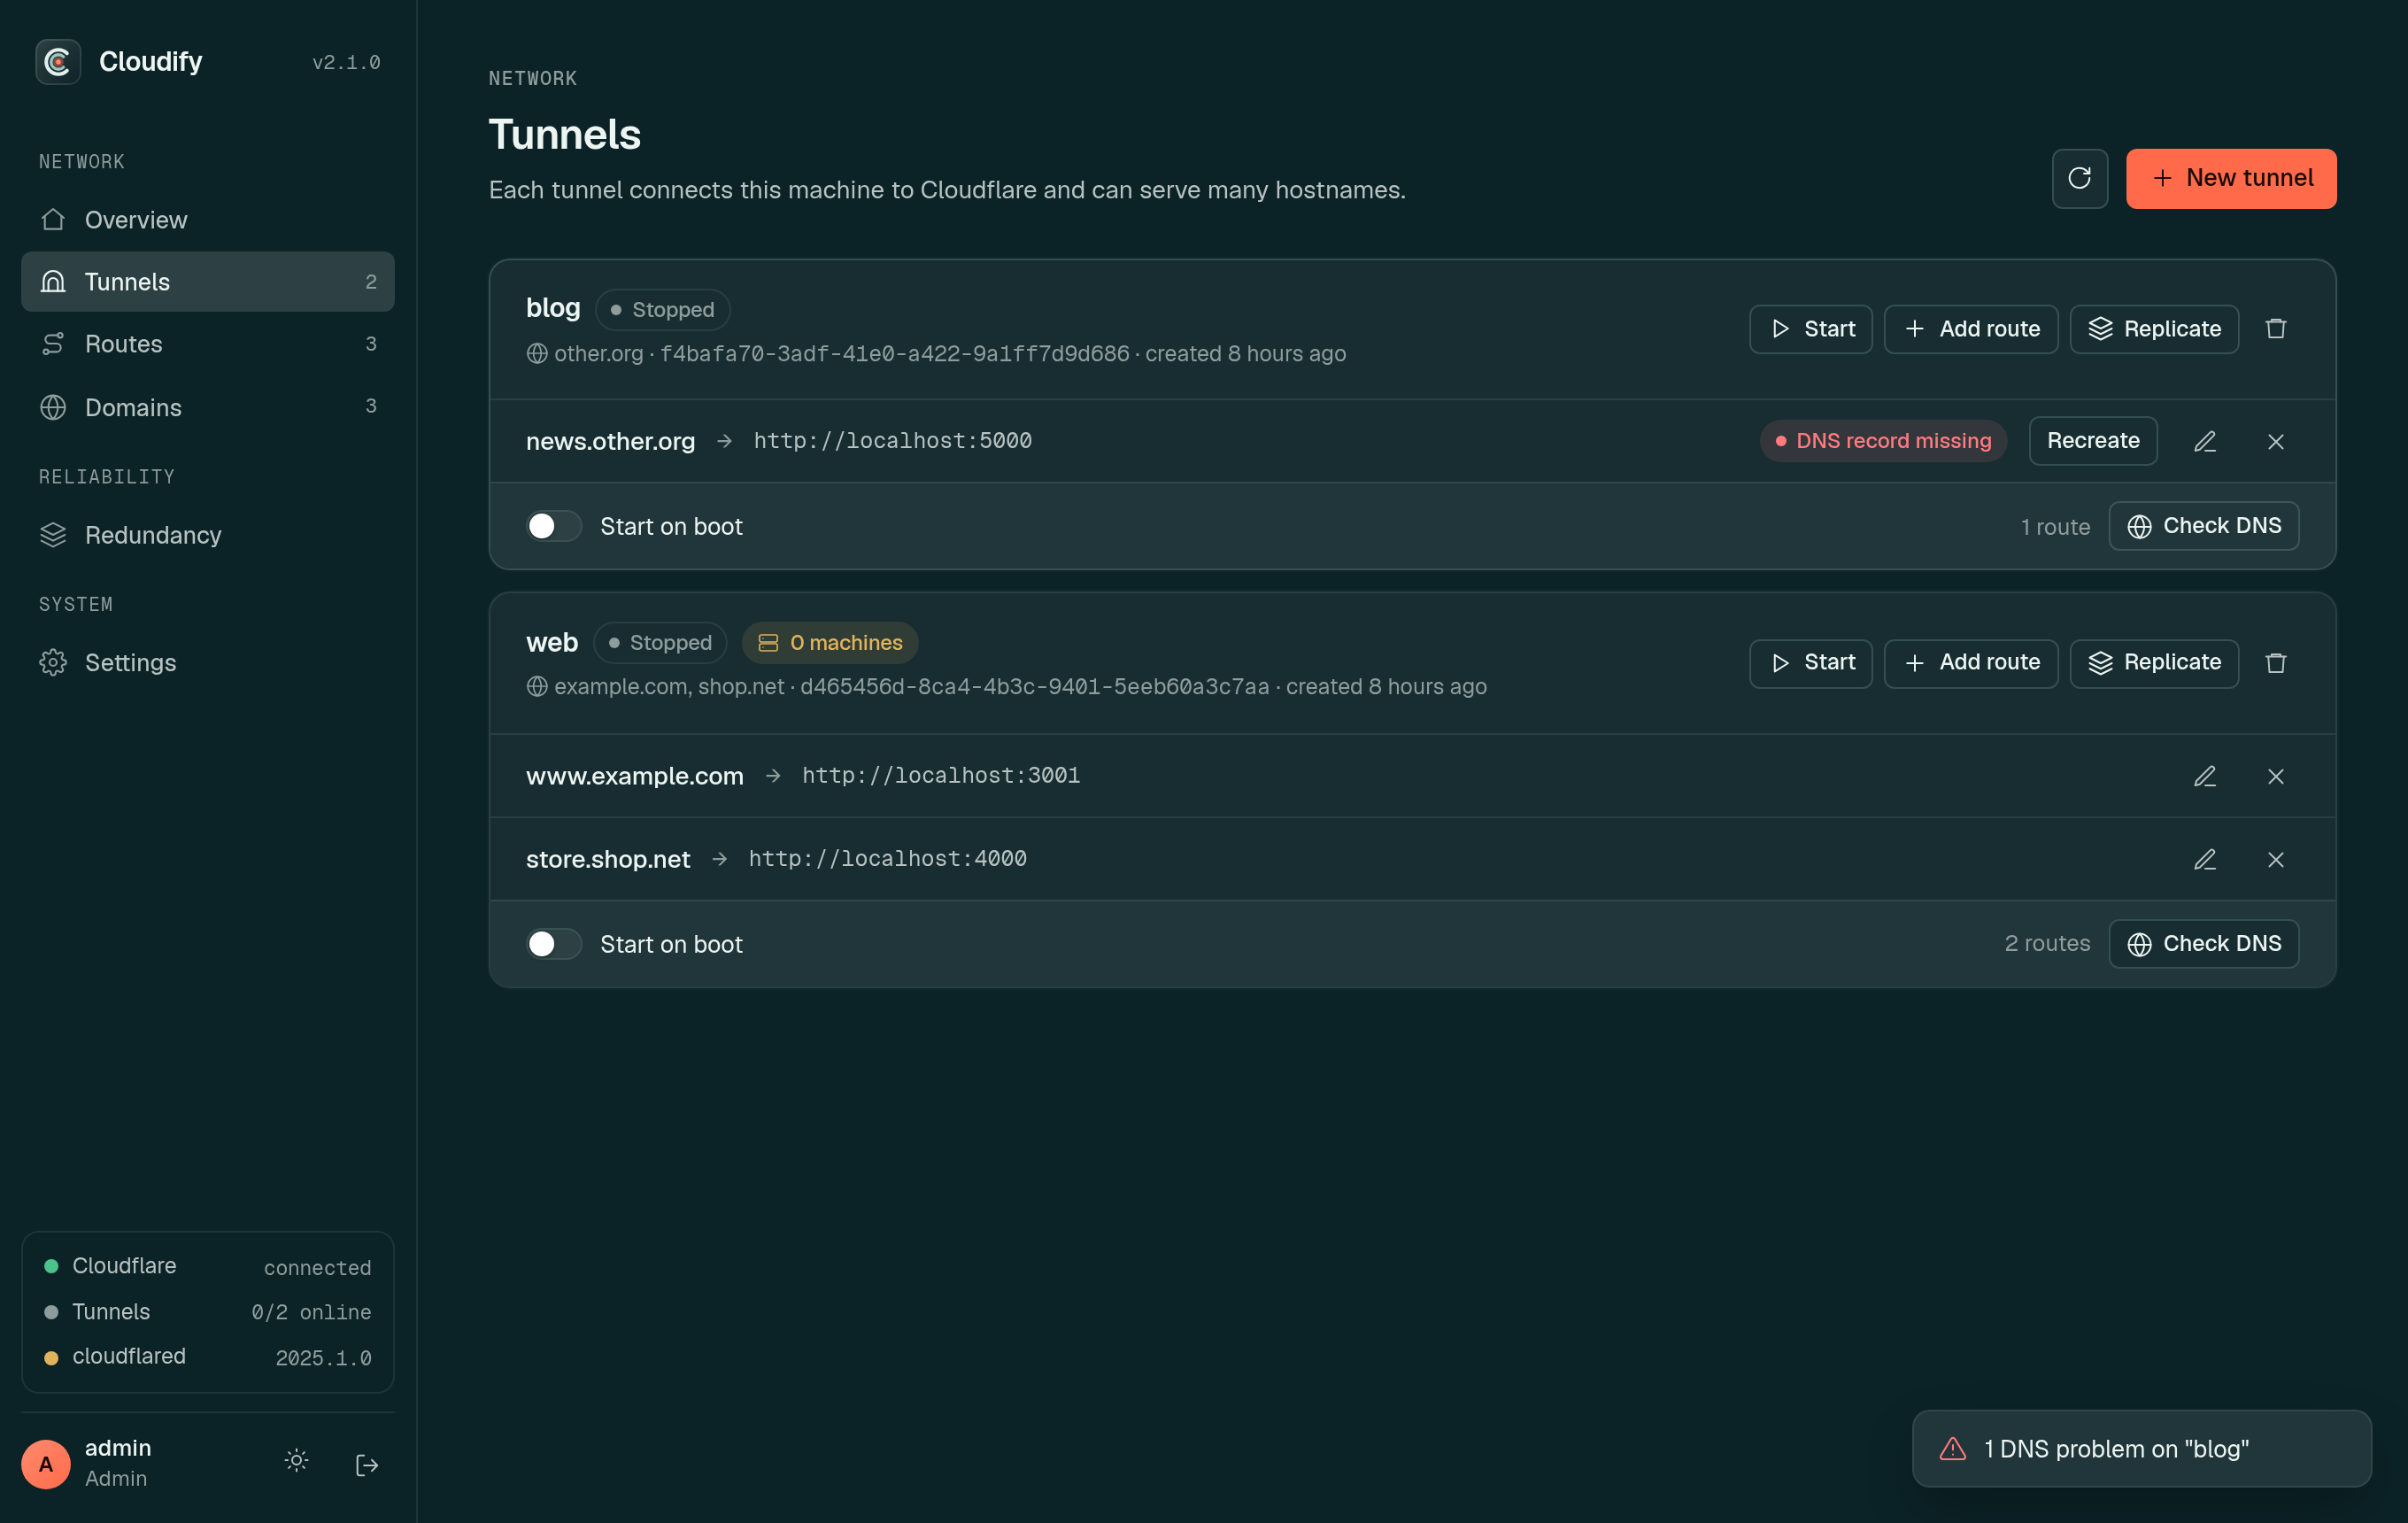 Cloudify
v2.1.0
NETWORK
Overview
Tunnels 2
Routes 3
Domains 3
RELIABILITY
Redundancy
SYSTEM
Settings
Cloudflare connected
Tunnels 0/2 online
cloudflared 2025.1.0
A
admin
Admin
NETWORK
Tunnels
Each tunnel connects this machine to Cloudflare and can serve many hostnames.
New tunnel
blog Stopped
other.org · f4bafa70-3adf-41e0-a422-9a1ff7d9d686 · created 8 hours ago
Start Add route Replicate
news.other.org → http://localhost:5000 DNS record missing Recreate
Start on boot 1 route Check DNS
web Stopped 0 machines
example.com, shop.net · d465456d-8ca4-4b3c-9401-5eeb60a3c7aa · created 8 hours ago
Start Add route Replicate
www.example.com → http://localhost:3001
store.shop.net → http://localhost:4000
Start on boot 2 routes Check DNS
1 DNS problem on "blog"